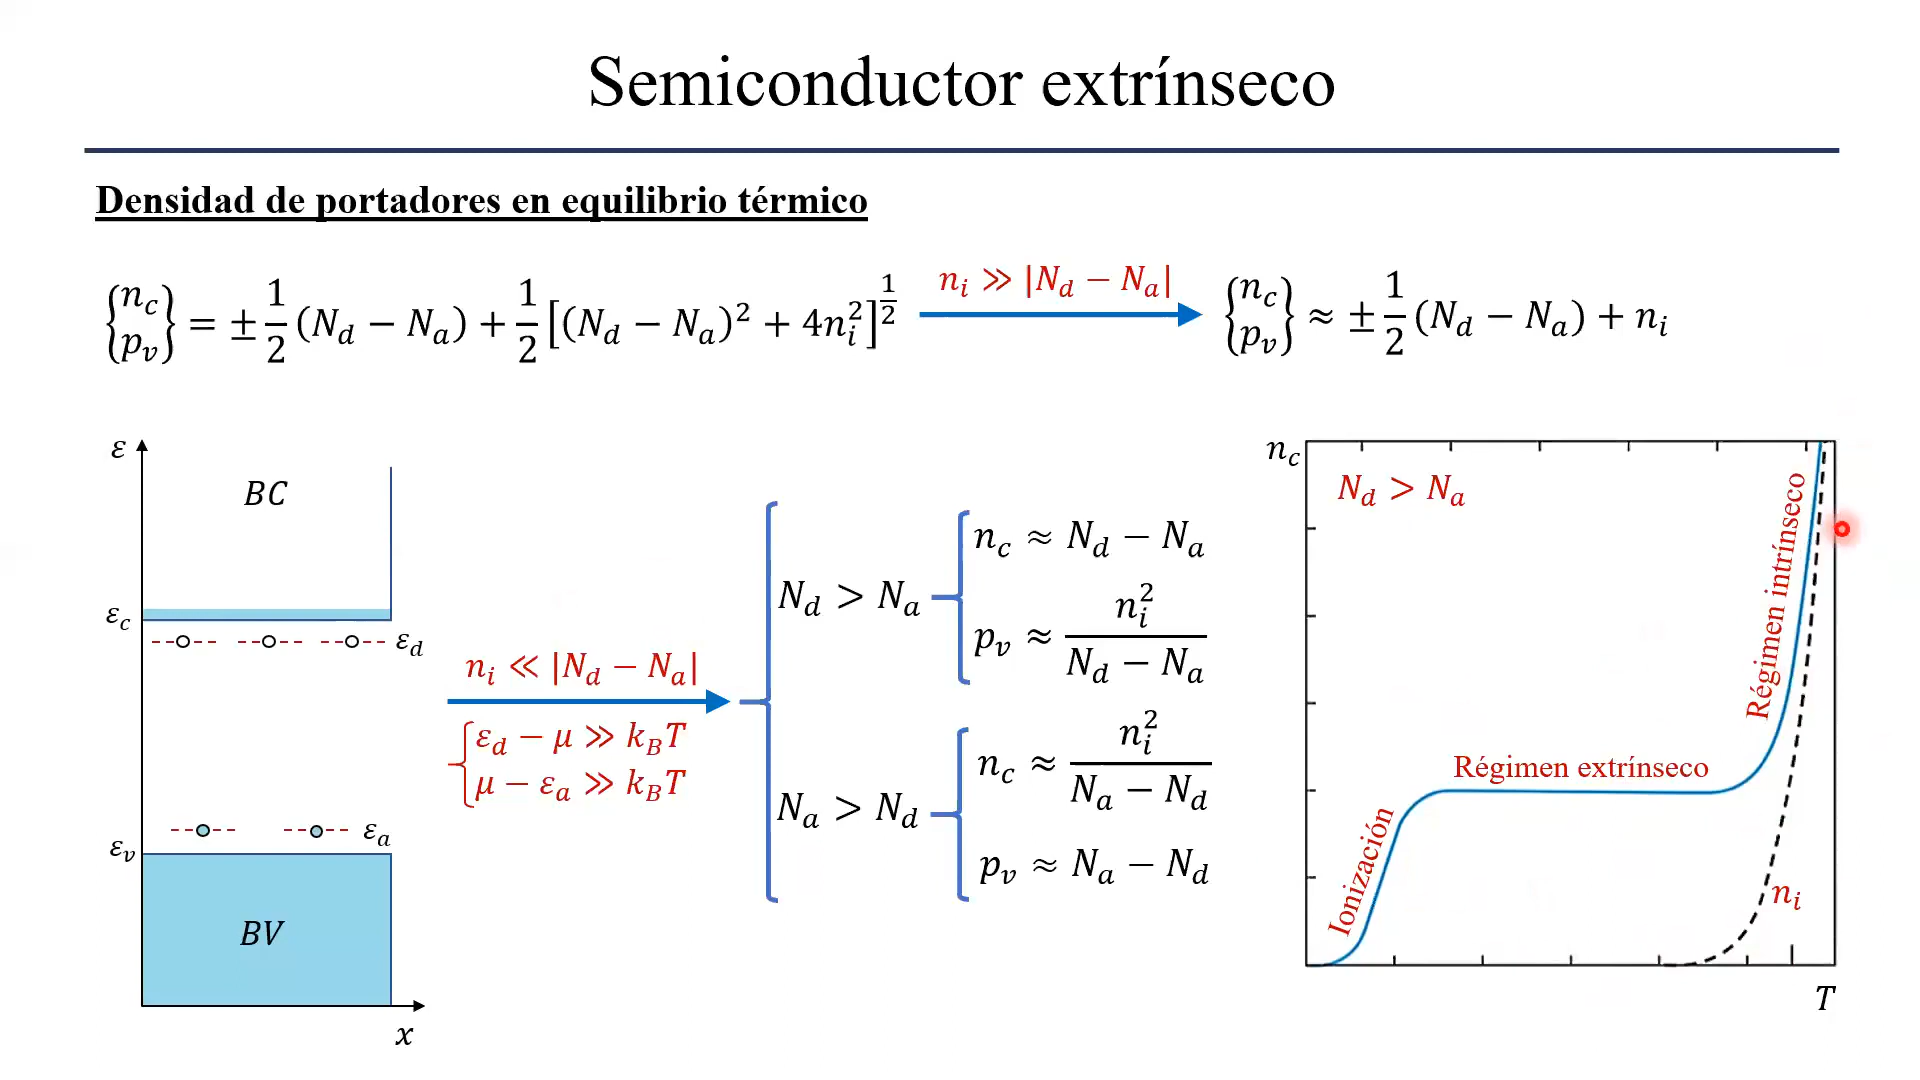 Semiconductor extrínseco
Densidad de portadores en equilibrio térmico
{n_c p_v} = ± 1/2 (N_d − N_a) + 1/2 [(N_d − N_a)² + 4n_i²]^{1/2}
n_i ≫ |N_d − N_a|
{n_c p_v} ≈ ± 1/2 (N_d − N_a) + n_i
ε
BC
ε_c
ε_d
ε_a
ε_v
BV
x
n_i ≪ |N_d − N_a|
ε_d − μ ≫ k_B T
μ − ε_a ≫ k_B T
N_d > N_a
n_c ≈ N_d − N_a
p_v ≈ n_i² / (N_d − N_a)
N_a > N_d
n_c ≈ n_i² / (N_a − N_d)
p_v ≈ N_a − N_d
n_c
N_d > N_a
Ionización
Régimen extrínseco
Régimen intrínseco
n_i
T